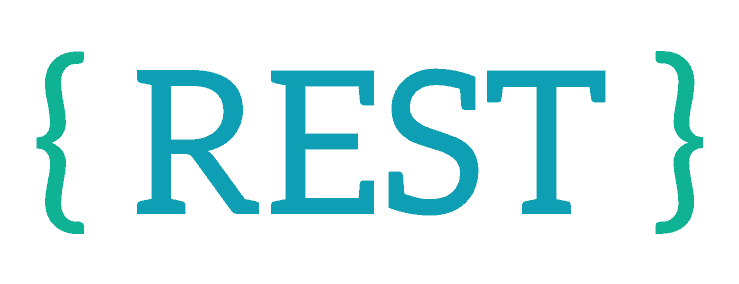 { REST }